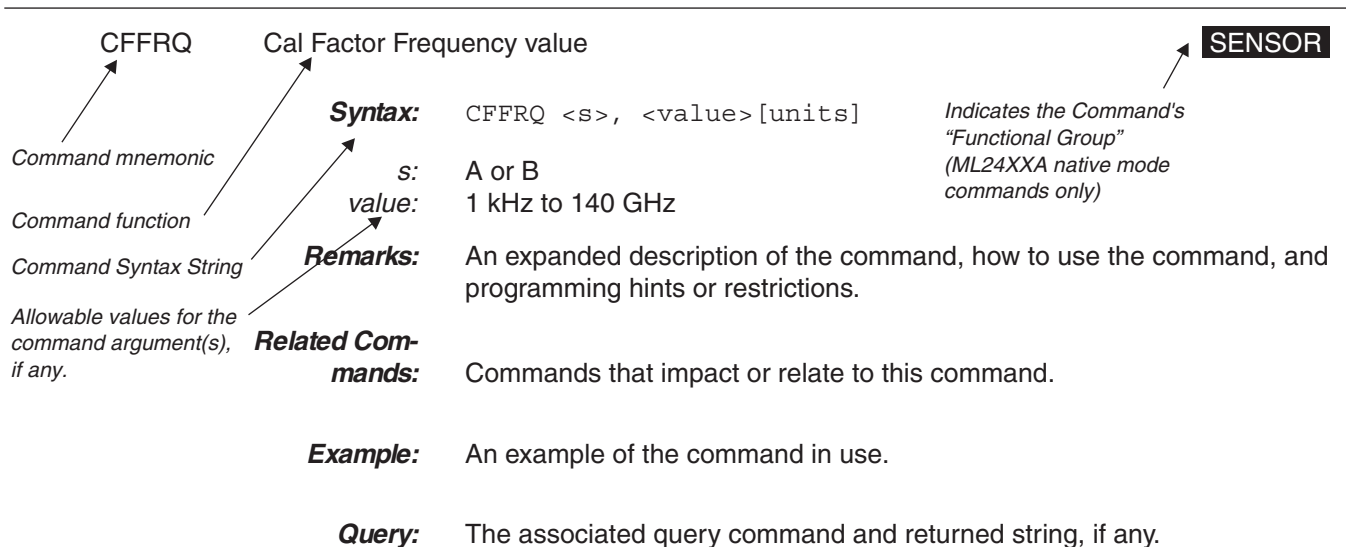 CFFRQ Cal Factor Frequency value SENSOR
Syntax: CFFRQ <s>, <value>[units]
Indicates the Command's
“Functional Group”
(ML24XXA native mode
commands only)
Command mnemonic
s: A or B
value: 1 kHz to 140 GHz
Command function
Command Syntax String
Remarks: An expanded description of the command, how to use the command, and
programming hints or restrictions.
Allowable values for the
command argument(s),
if any.
Related Com-
mands: Commands that impact or relate to this command.
Example: An example of the command in use.
Query: The associated query command and returned string, if any.